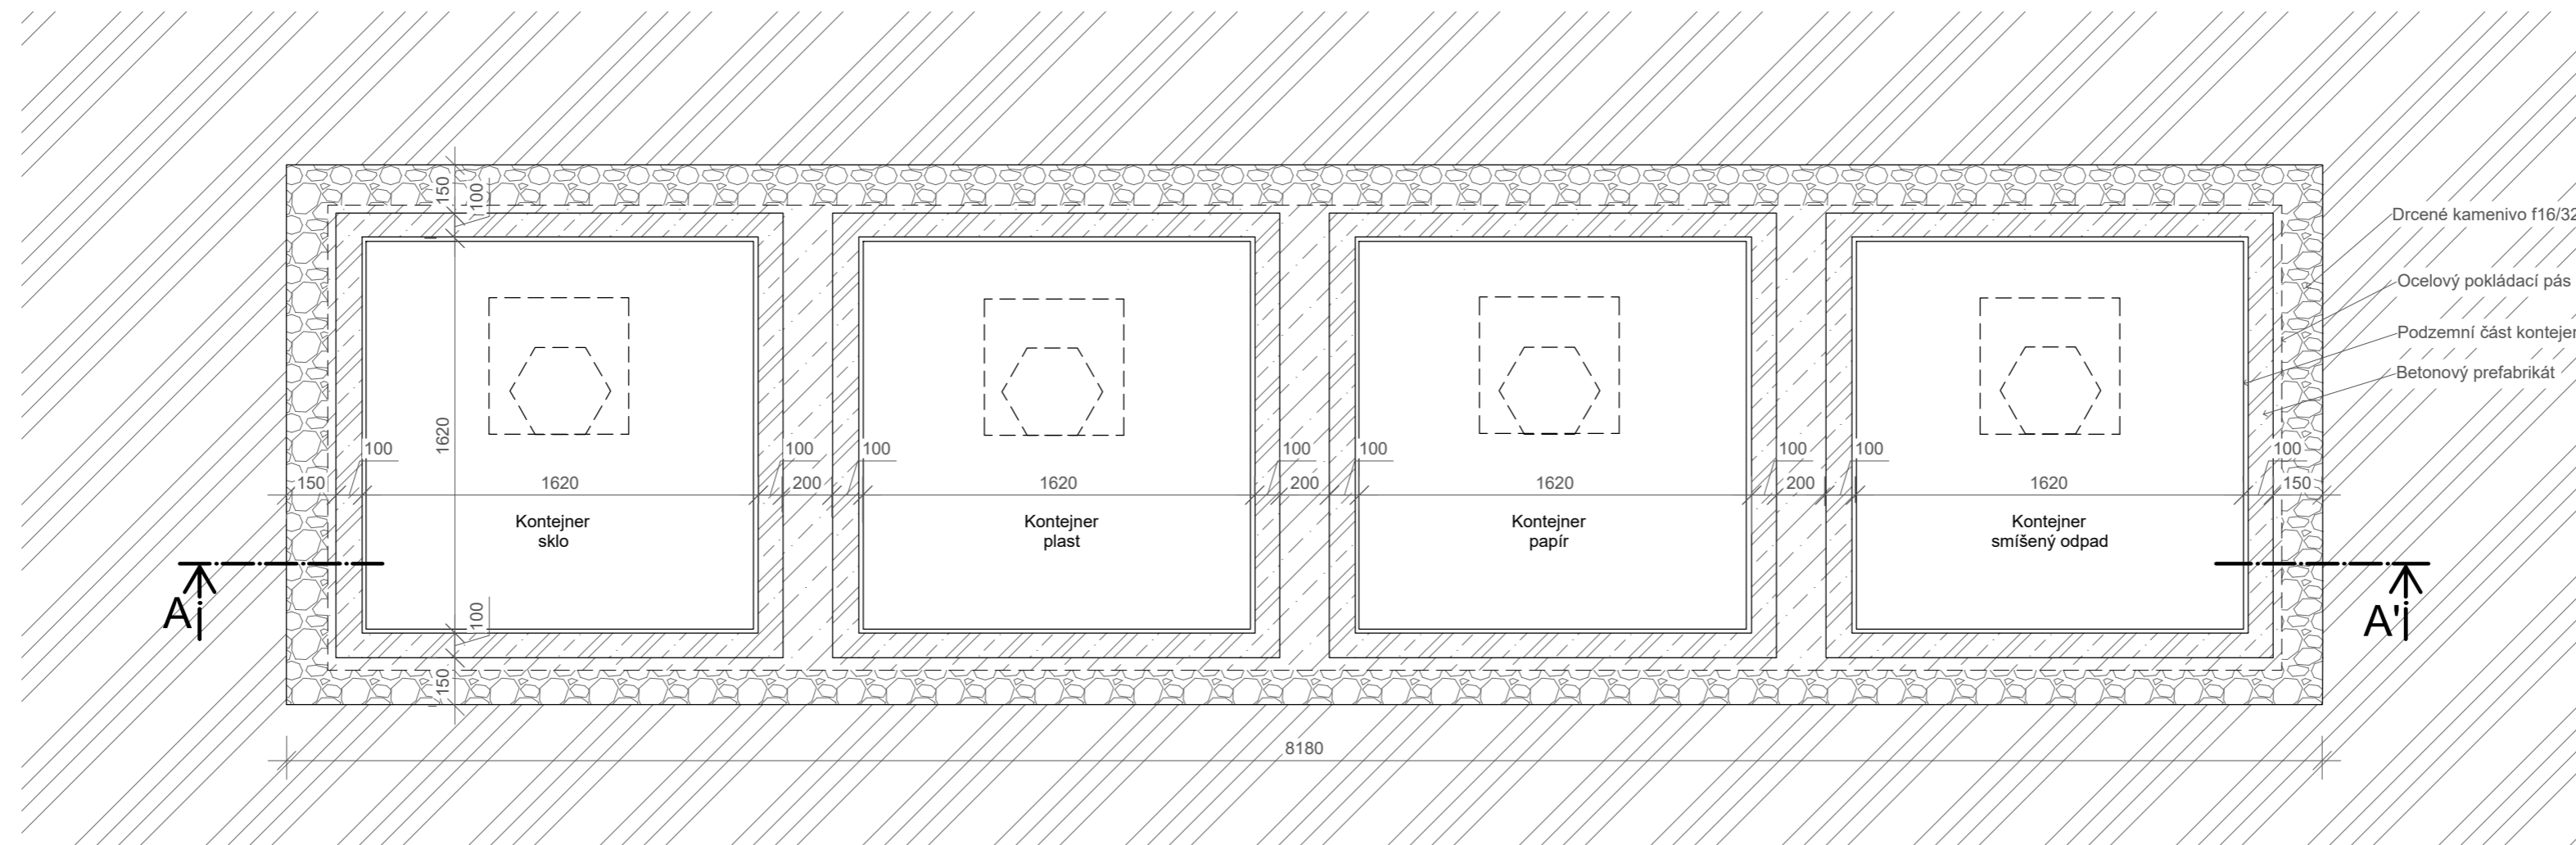 150
100
Drcené kamenivo f16/32
Ocelový pokládací pás
Podzemní část kontejner
Betonový prefabrikát
1620
100
100
100
100
100
100
100
100
150
1620
200
1620
200
1620
200
1620
150
Kontejner
sklo
Kontejner
plast
Kontejner
papír
Kontejner
smíšený odpad
A
A'
100
150
8180